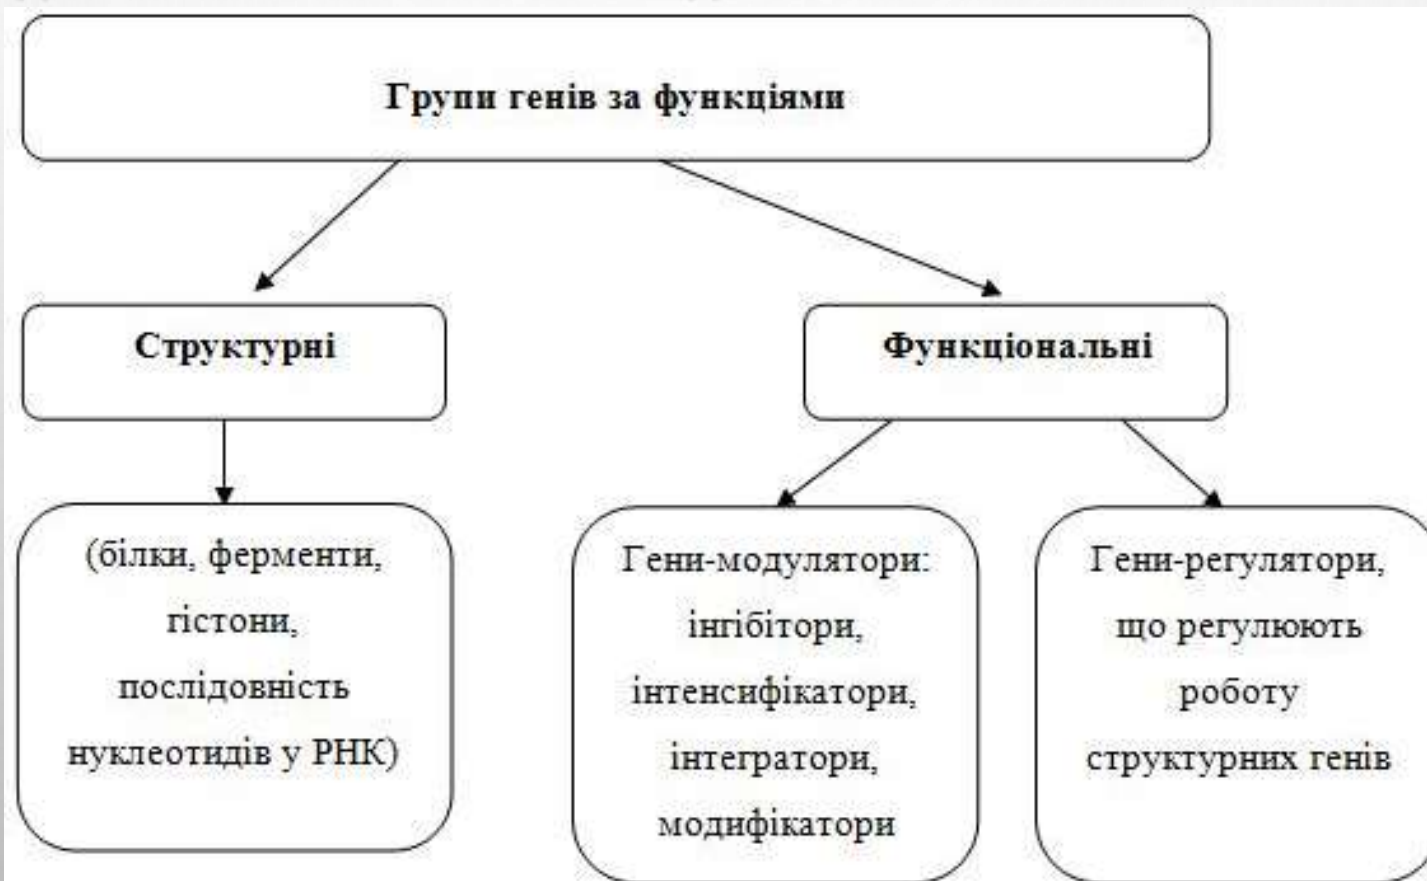 Групи генів за функціями
Структурні
Функціональні
(білки, ферменти,
гістони,
послідовність
нуклеотидів у РНК)
Гени-модулятори:
інгібітори,
інтенсифікатори,
інтегратори,
модифікатори
Гени-регулятори,
що регулюють
роботу
структурних генів